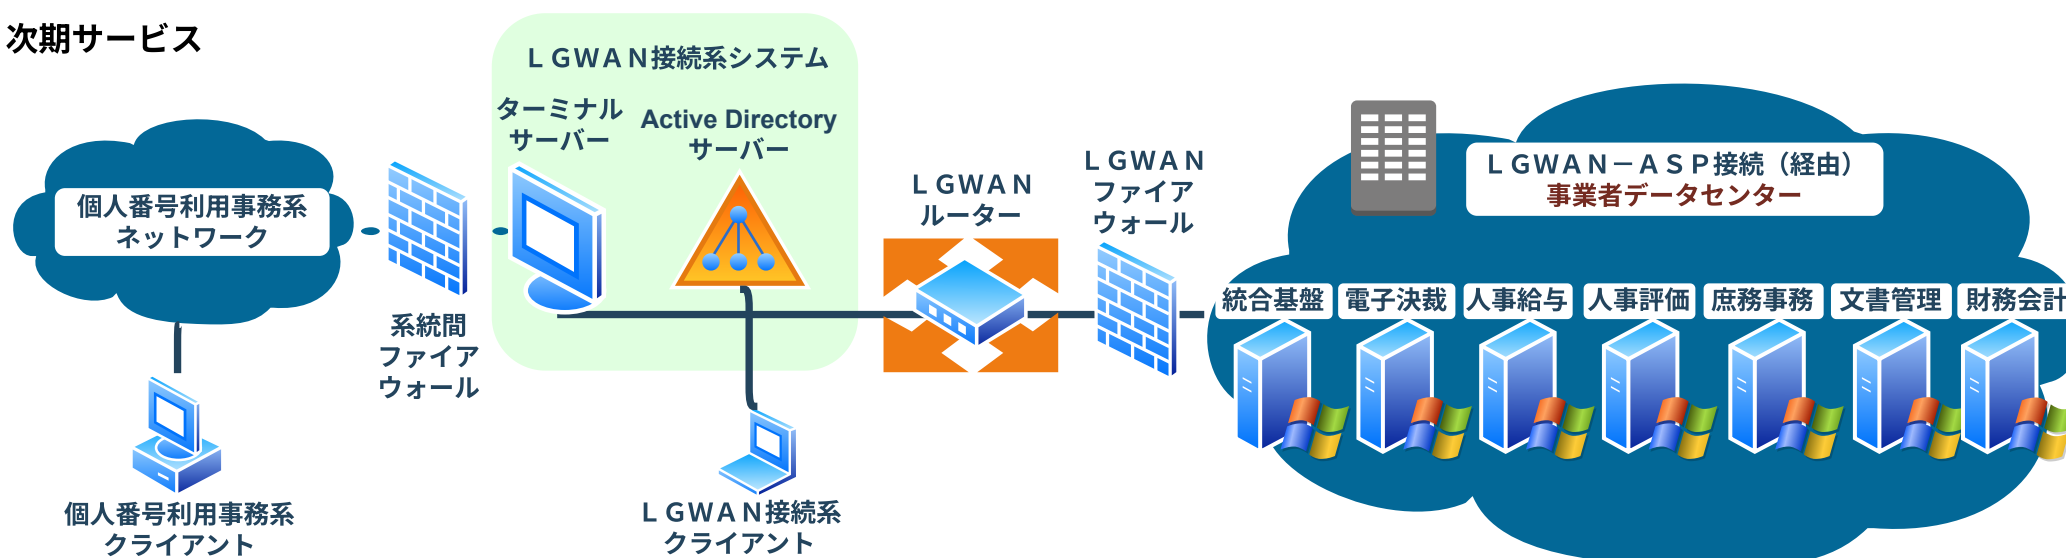 次期サービス
ＬＧＷＡＮ接続系システム
ターミナル
サーバー
Active Directory
サーバー
個人番号利用事務系
ネットワーク
系統間
ファイア
ウォール
ＬＧＷＡＮ
ルーター
ＬＧＷＡＮ
ファイア
ウォール
ＬＧＷＡＮ－ＡＳＰ接続（経由）
事業者データセンター
統合基盤
電子決裁
人事給与
人事評価
庶務事務
文書管理
財務会計
個人番号利用事務系
クライアント
ＬＧＷＡＮ接続系
クライアント